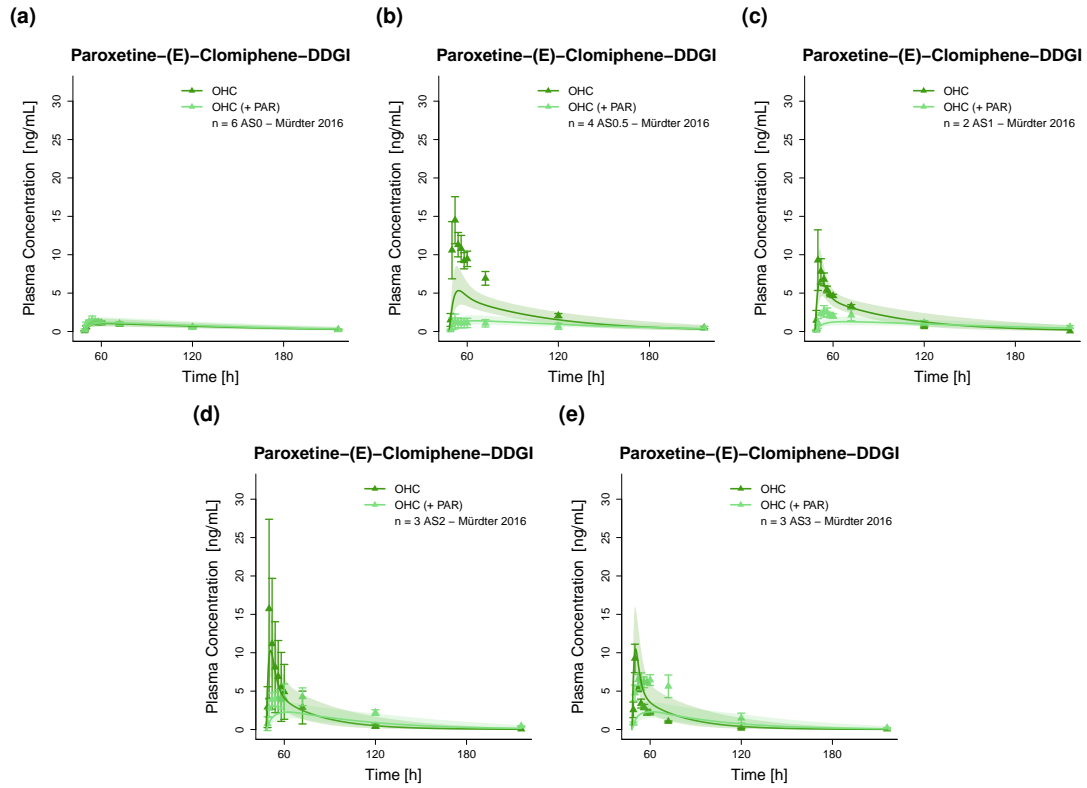 (a)
Paroxetine–(E)–Clomiphene–DDGI
OHC
OHC (+ PAR)
n = 6 AS0 – Mürdter 2016
Plasma Concentration [ng/mL]
30
25
20
15
10
5
0
60
120
180
Time [h]
(b)
Paroxetine–(E)–Clomiphene–DDGI
OHC
OHC (+ PAR)
n = 4 AS0.5 – Mürdter 2016
Plasma Concentration [ng/mL]
30
25
20
15
10
5
0
60
120
180
Time [h]
(c)
Paroxetine–(E)–Clomiphene–DDGI
OHC
OHC (+ PAR)
n = 2 AS1 – Mürdter 2016
Plasma Concentration [ng/mL]
30
25
20
15
10
5
0
60
120
180
Time [h]
(d)
Paroxetine–(E)–Clomiphene–DDGI
OHC
OHC (+ PAR)
n = 3 AS2 – Mürdter 2016
Plasma Concentration [ng/mL]
30
25
20
15
10
5
0
60
120
180
Time [h]
(e)
Paroxetine–(E)–Clomiphene–DDGI
OHC
OHC (+ PAR)
n = 3 AS3 – Mürdter 2016
Plasma Concentration [ng/mL]
30
25
20
15
10
5
0
60
120
180
Time [h]